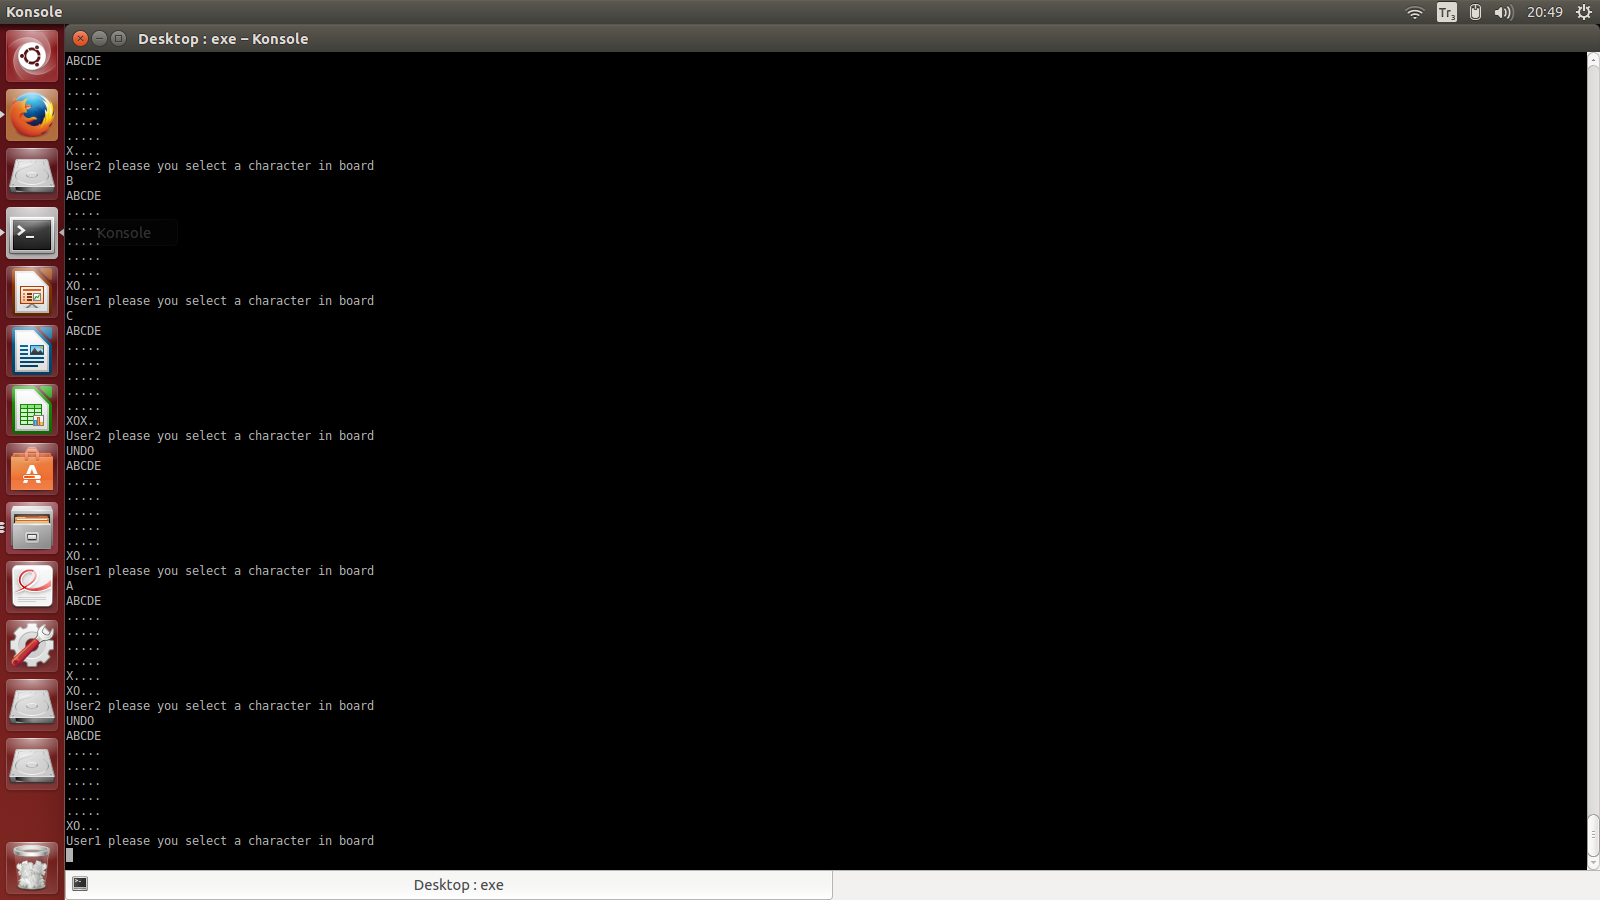 Konsole
Tr3
20:49
Desktop : exe – Konsole
ABCDE
.....
.....
.....
.....
.....
X....
User2 please you select a character in board
B
ABCDE
.....
.....
Konsole
.....
.....
.....
XO...
User1 please you select a character in board
C
ABCDE
.....
.....
.....
.....
.....
XOX..
User2 please you select a character in board
UNDO
ABCDE
.....
.....
.....
.....
.....
XO...
User1 please you select a character in board
A
ABCDE
.....
.....
.....
.....
X....
XO...
User2 please you select a character in board
UNDO
ABCDE
.....
.....
.....
.....
.....
XO...
User1 please you select a character in board
Desktop : exe